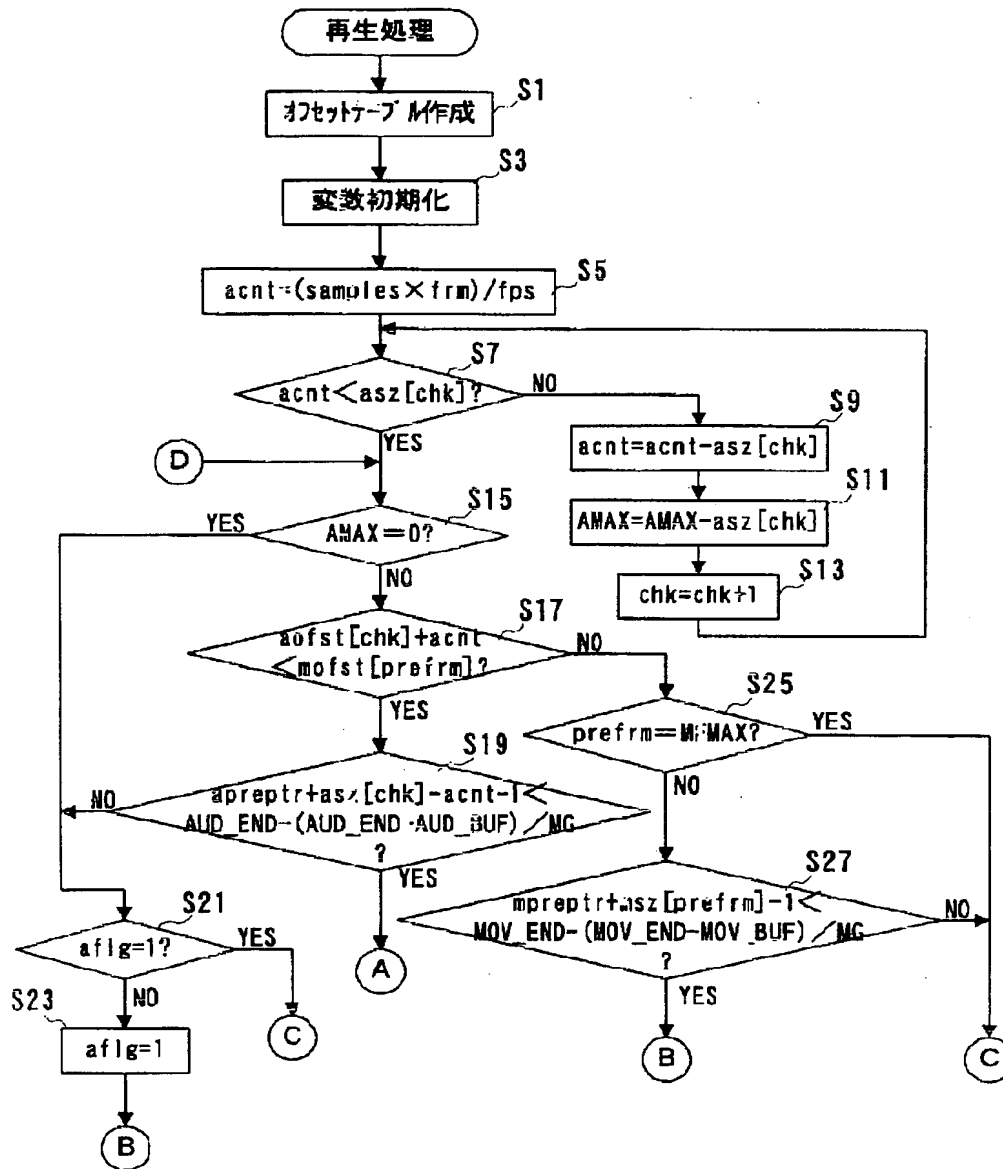 再生処理
S1
オフセットテーブル作成
S3
変数初期化
S5
acnt=(samples×frm)/fps
S7
acnt<asz[chk]?
NO
YES
S9
acnt=acnt-asz[chk]
D
S11
AMAX=AMAX-asz[chk]
S15
YES
AMAX=0?
NO
S13
chk=chk+1
S17
aofst[chk]+acnt
<mofst[prefrm]?
NO
YES
S25
prefrm=MFMAX?
YES
NO
S19
apreptr+asz[chk]-acnt-1<
AUD_END-(AUD_END-AUD_BUF)/MG
?
NO
YES
S27
mpreptr+msz[prefrm]-1<
MOV_END-(MOV_END-MOV_BUF)/MG
?
NO
YES
S21
aflg=1?
YES
NO
A
S23
aflg=1
C
B
C
B